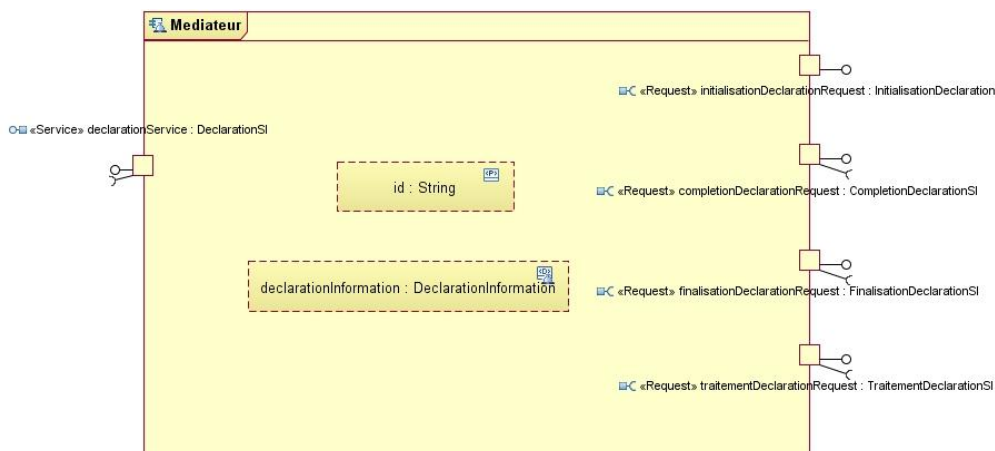 Mediateur
«Request» initialisationDeclarationRequest : InitialisationDeclaration
«Service» declarationService : DeclarationSI
<P>
id : String
«Request» completionDeclarationRequest : CompletionDeclarationSI
<D>
declarationInformation : DeclarationInformation
«Request» finalisationDeclarationRequest : FinalisationDeclarationSI
«Request» traitementDeclarationRequest : TraitementDeclarationSI